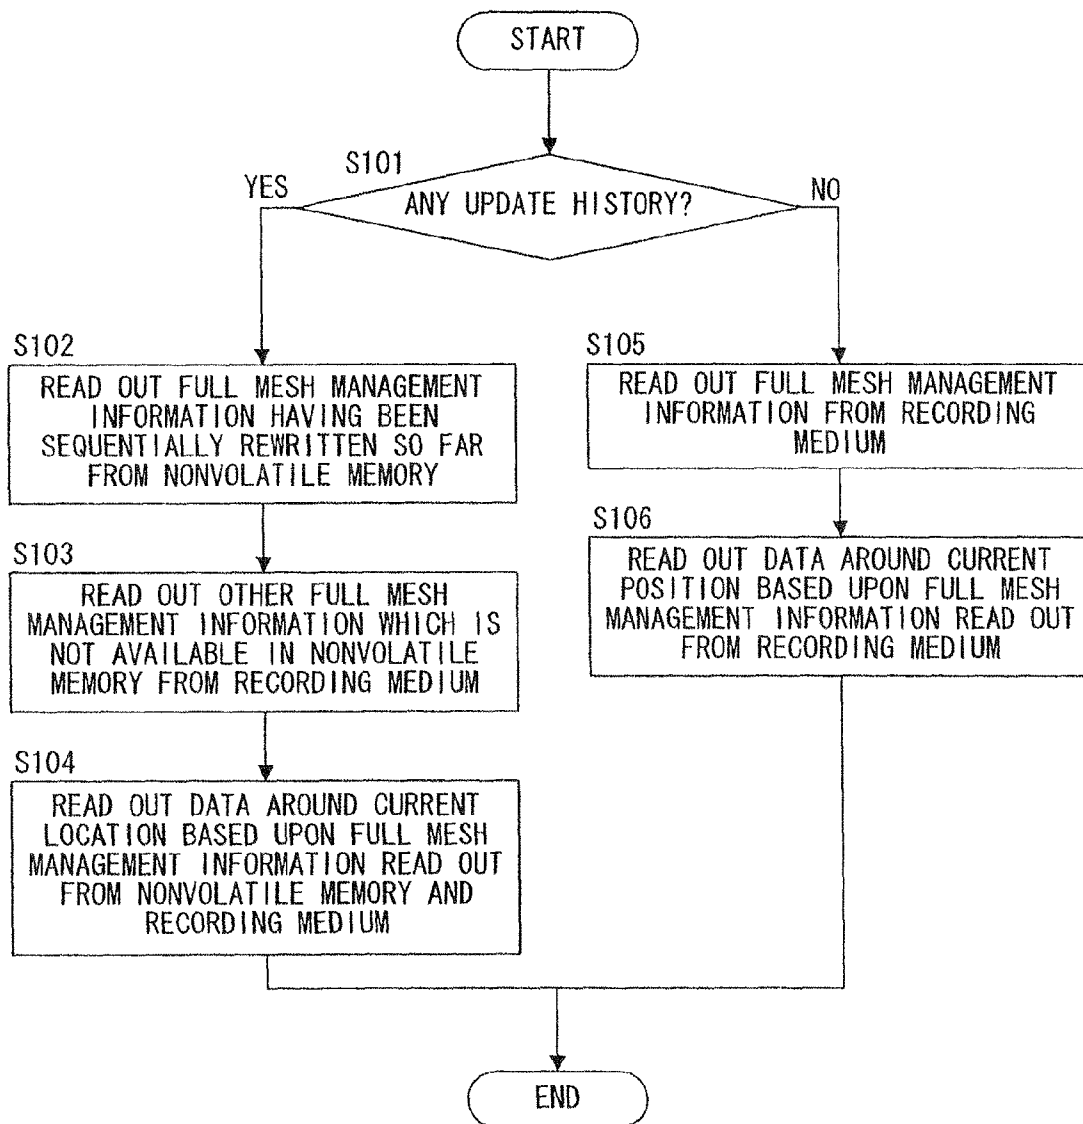 START
S101
YES
NO
ANY UPDATE HISTORY?
S102
READ OUT FULL MESH MANAGEMENT
INFORMATION HAVING BEEN
SEQUENTIALLY REWRITTEN SO FAR
FROM NONVOLATILE MEMORY
S103
READ OUT OTHER FULL MESH
MANAGEMENT INFORMATION WHICH IS
NOT AVAILABLE IN NONVOLATILE
MEMORY FROM RECORDING MEDIUM
S104
READ OUT DATA AROUND CURRENT
LOCATION BASED UPON FULL MESH
MANAGEMENT INFORMATION READ OUT
FROM NONVOLATILE MEMORY AND
RECORDING MEDIUM
S105
READ OUT FULL MESH MANAGEMENT
INFORMATION FROM RECORDING
MEDIUM
S106
READ OUT DATA AROUND CURRENT
POSITION BASED UPON FULL MESH
MANAGEMENT INFORMATION READ OUT
FROM RECORDING MEDIUM
END